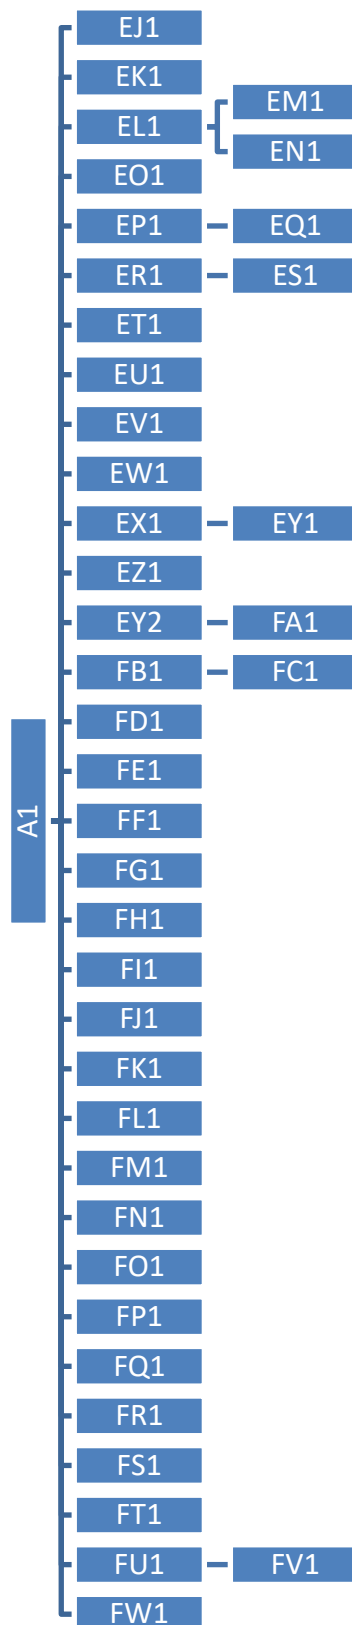 EJ1
EK1
EL1
EM1
EN1
EO1
EP1
EQ1
ER1
ES1
ET1
EU1
EV1
EW1
EX1
EY1
EZ1
EY2
FA1
FB1
FC1
FD1
FE1
A1
FF1
FG1
FH1
FI1
FJ1
FK1
FL1
FM1
FN1
FO1
FP1
FQ1
FR1
FS1
FT1
FU1
FV1
FW1